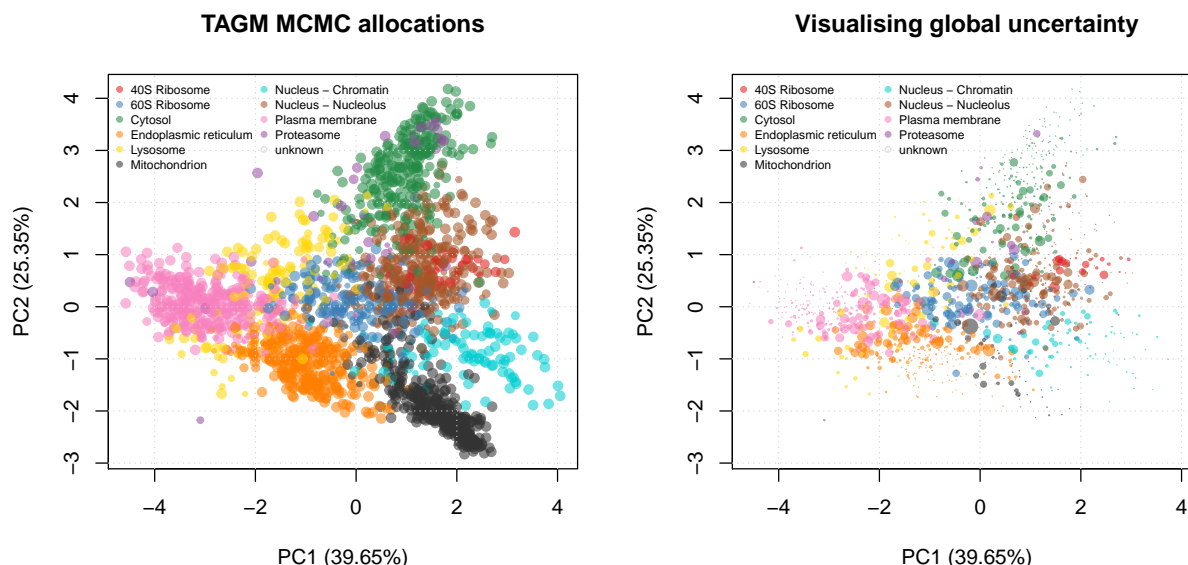 TAGM MCMC allocations
40S Ribosome
60S Ribosome
Cytosol
Endoplasmic reticulum
Lysosome
Mitochondrion
Nucleus − Chromatin
Nucleus − Nucleolus
Plasma membrane
Proteasome
unknown
4
3
2
1
0
−1
−2
−3
PC2 (25.35%)
−4 −2 0 2 4
PC1 (39.65%)
Visualising global uncertainty
40S Ribosome
60S Ribosome
Cytosol
Endoplasmic reticulum
Lysosome
Mitochondrion
Nucleus − Chromatin
Nucleus − Nucleolus
Plasma membrane
Proteasome
unknown
4
3
2
1
0
−1
−2
−3
PC2 (25.35%)
−4 −2 0 2 4
PC1 (39.65%)